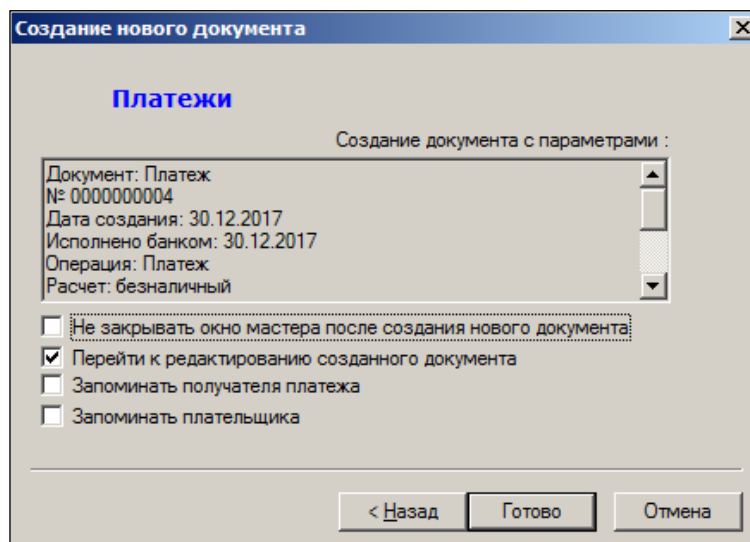 Создание нового документа
Платежи
Создание документа с параметрами :
Документ: Платеж
№ 0000000004
Дата создания: 30.12.2017
Исполнено банком: 30.12.2017
Операция: Платеж
Расчет: безналичный
Не закрывать окно мастера после создания нового документа
Перейти к редактированию созданного документа
Запоминать получателя платежа
Запоминать плательщика
< Назад Готово Отмена